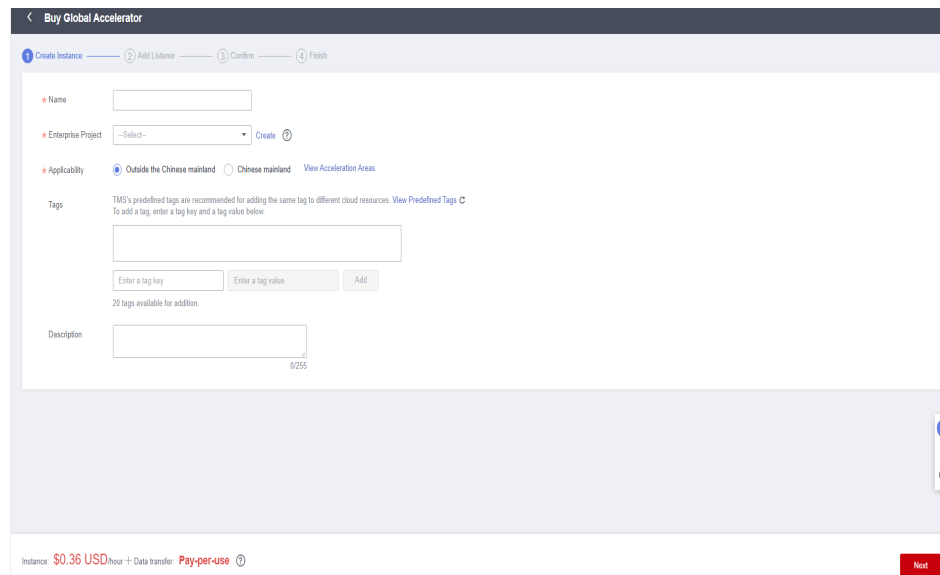 Buy Global Accelerator
1 Create Instance 2 Add Listener 3 Confirm 4 Finish
* Name
* Enterprise Project --Select-- Create ?
* Applicability Outside the Chinese mainland Chinese mainland View Acceleration Areas
Tags TMS's predefined tags are recommended for adding the same tag to different cloud resources. View Predefined Tags
To add a tag, enter a tag key and a tag value below.
Enter a tag key Enter a tag value Add
20 tags available for addition.
Description
0/255
Instance: $0.36 USD/hour + Data transfer: Pay-per-use ? Next